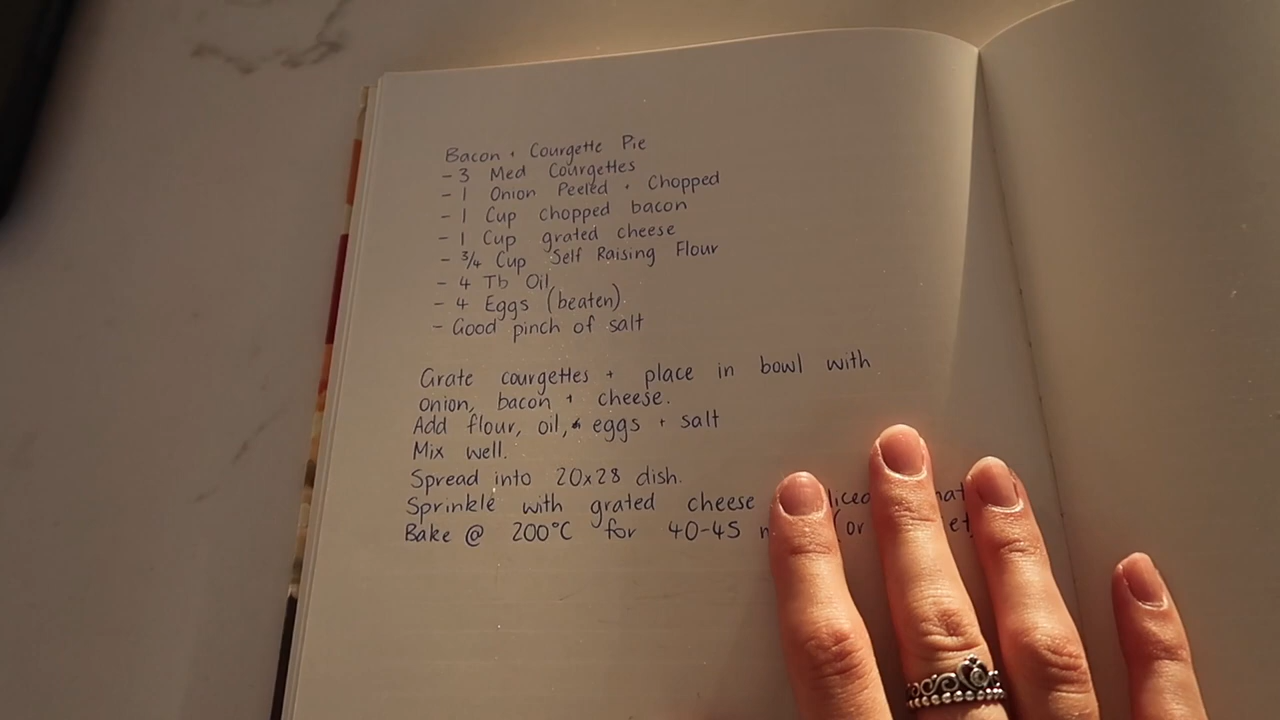 Bacon + Courgette Pie
- 3 Med Courgettes
- 1 Onion Peeled + Chopped
- 1 Cup chopped bacon
- 1 Cup grated cheese
- ¾ Cup Self Raising Flour
- 4 Tb Oil
- 4 Eggs (beaten)
- Good pinch of salt
Grate courgettes + place in bowl with
onion, bacon + cheese.
Add flour, oil, eggs + salt
Mix well.
Spread into 20x28 dish.
Sprinkle with grated cheese
Bake @ 200°C for 40-45 (or